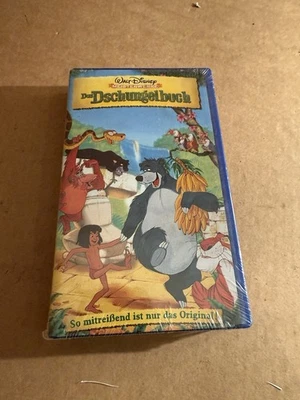 Walt Disney
MEISTERWERKE
Das Dschungelbuch
So mitreißend ist nur das Original!